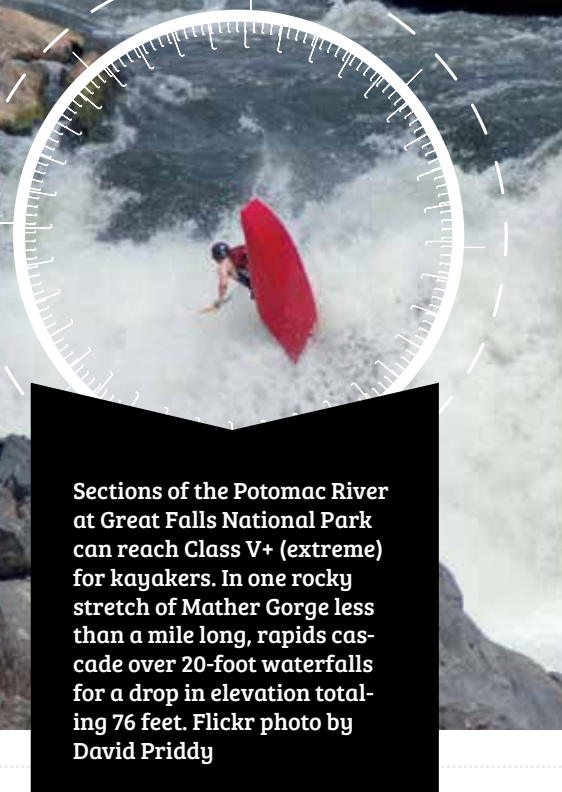 Sections of the Potomac River
at Great Falls National Park
can reach Class V+ (extreme)
for kayakers. In one rocky
stretch of Mather Gorge less
than a mile long, rapids cas-
cade over 20-foot waterfalls
for a drop in elevation total-
ing 76 feet. Flickr photo by
David Priddy